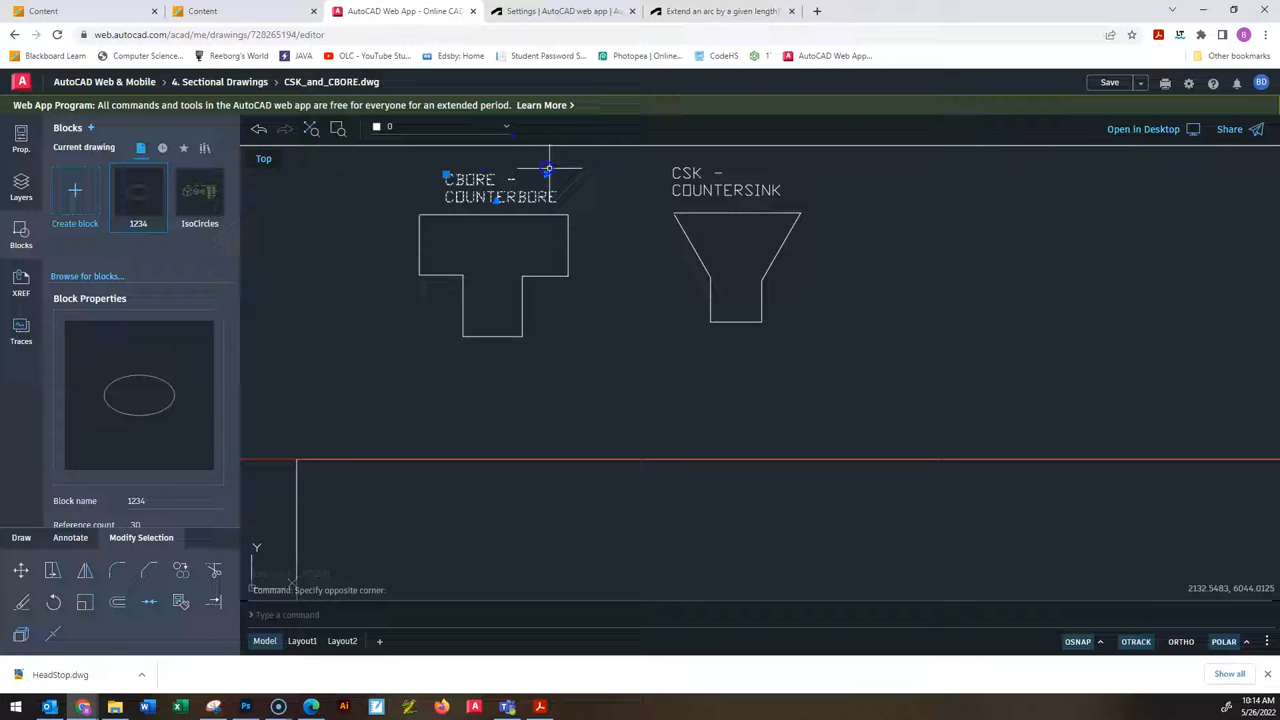 Content
Content
AutoCAD Web App - Online CAD
Settings | AutoCAD web app | Au
Extend an arc by a given length?
web.autocad.com/acad/me/drawings/728265194/editor
Blackboard Learn
Computer Science...
Reeborg's World
JAVA
OLC - YouTube Stu...
Edsby: Home
Student Password S...
Photopea | Online...
CodeHS
AutoCAD Web App...
Other bookmarks
AutoCAD Web & Mobile > 4. Sectional Drawings > CSK_and_CBORE.dwg
Save
BD
Web App Program: All commands and tools in the AutoCAD web app are free for everyone for an extended period. Learn More >
Prop.
Layers
Blocks
XREF
Traces
Blocks +
Current drawing
Create block
1234
IsoCircles
Browse for blocks...
Block Properties
Block name 1234
Reference count 30
0
Open in Desktop
Share
Top
CBORE -
COUNTERBORE
CSK -
COUNTERSINK
Y
X
Draw
Annotate
Modify Selection
Command: Specify opposite corner:
2132.5483, 6044.0125
Type a command
Model
Layout1
Layout2
+
OSNAP
OTRACK
ORTHO
POLAR
HeadStop.dwg
Show all
10:14 AM
5/26/2022